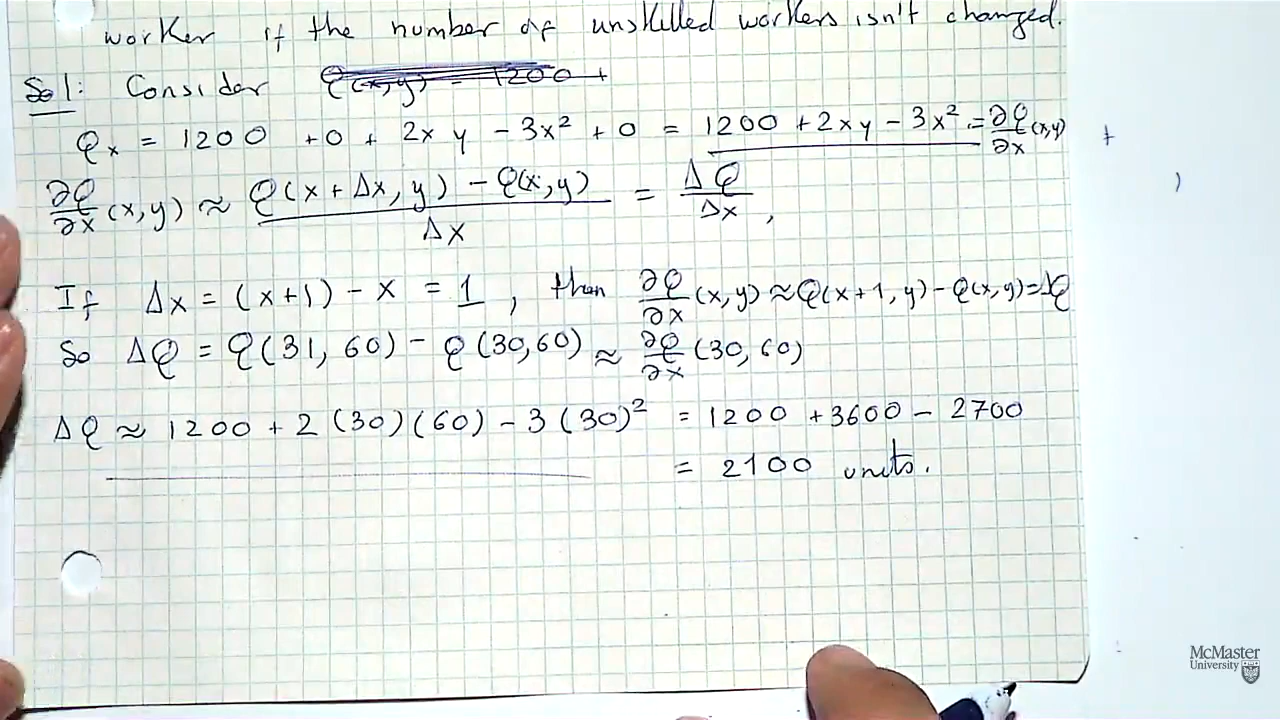 worker if the number of unskilled workers isn't changed.
Sol: Consider Q(x,y) = 1200 +
Qx = 1200 + 0 + 2xy - 3x² + 0 = 1200 + 2xy - 3x² = ∂Q/∂x (x,y)
∂Q/∂x (x,y) ≈ Q(x+Δx, y) - Q(x,y) / Δx = ΔQ/Δx ,
If Δx = (x+1) - x = 1 , then ∂Q/∂x (x,y) ≈ Q(x+1, y) - Q(x,y) = ΔQ
So ΔQ = Q(31, 60) - Q(30,60) ≈ ∂Q/∂x (30, 60)
ΔQ ≈ 1200 + 2(30)(60) - 3(30)² = 1200 + 3600 - 2700
= 2100 units.
McMaster
University